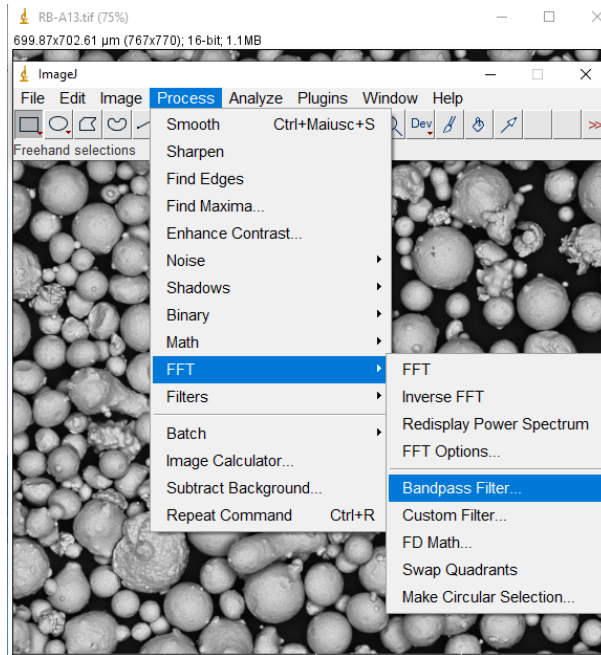 RB-A13.tif (75%)
699.87x702.61 µm (767x770); 16-bit; 1.1MB
ImageJ
File Edit Image Process Analyze Plugins Window Help
Dev >>
Freehand selections
Smooth Ctrl+Maiusc+S
Sharpen
Find Edges
Find Maxima...
Enhance Contrast...
Noise
Shadows
Binary
Math
FFT
Filters
Batch
Image Calculator...
Subtract Background...
Repeat Command Ctrl+R
FFT
Inverse FFT
Redisplay Power Spectrum
FFT Options...
Bandpass Filter...
Custom Filter...
FD Math...
Swap Quadrants
Make Circular Selection...